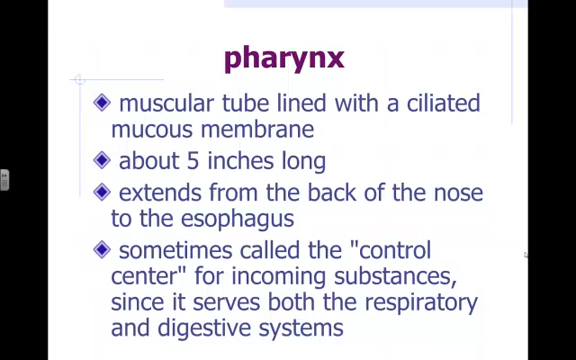 pharynx
muscular tube lined with a ciliated
mucous membrane
about 5 inches long
extends from the back of the nose
to the esophagus
sometimes called the "control
center" for incoming substances,
since it serves both the respiratory
and digestive systems